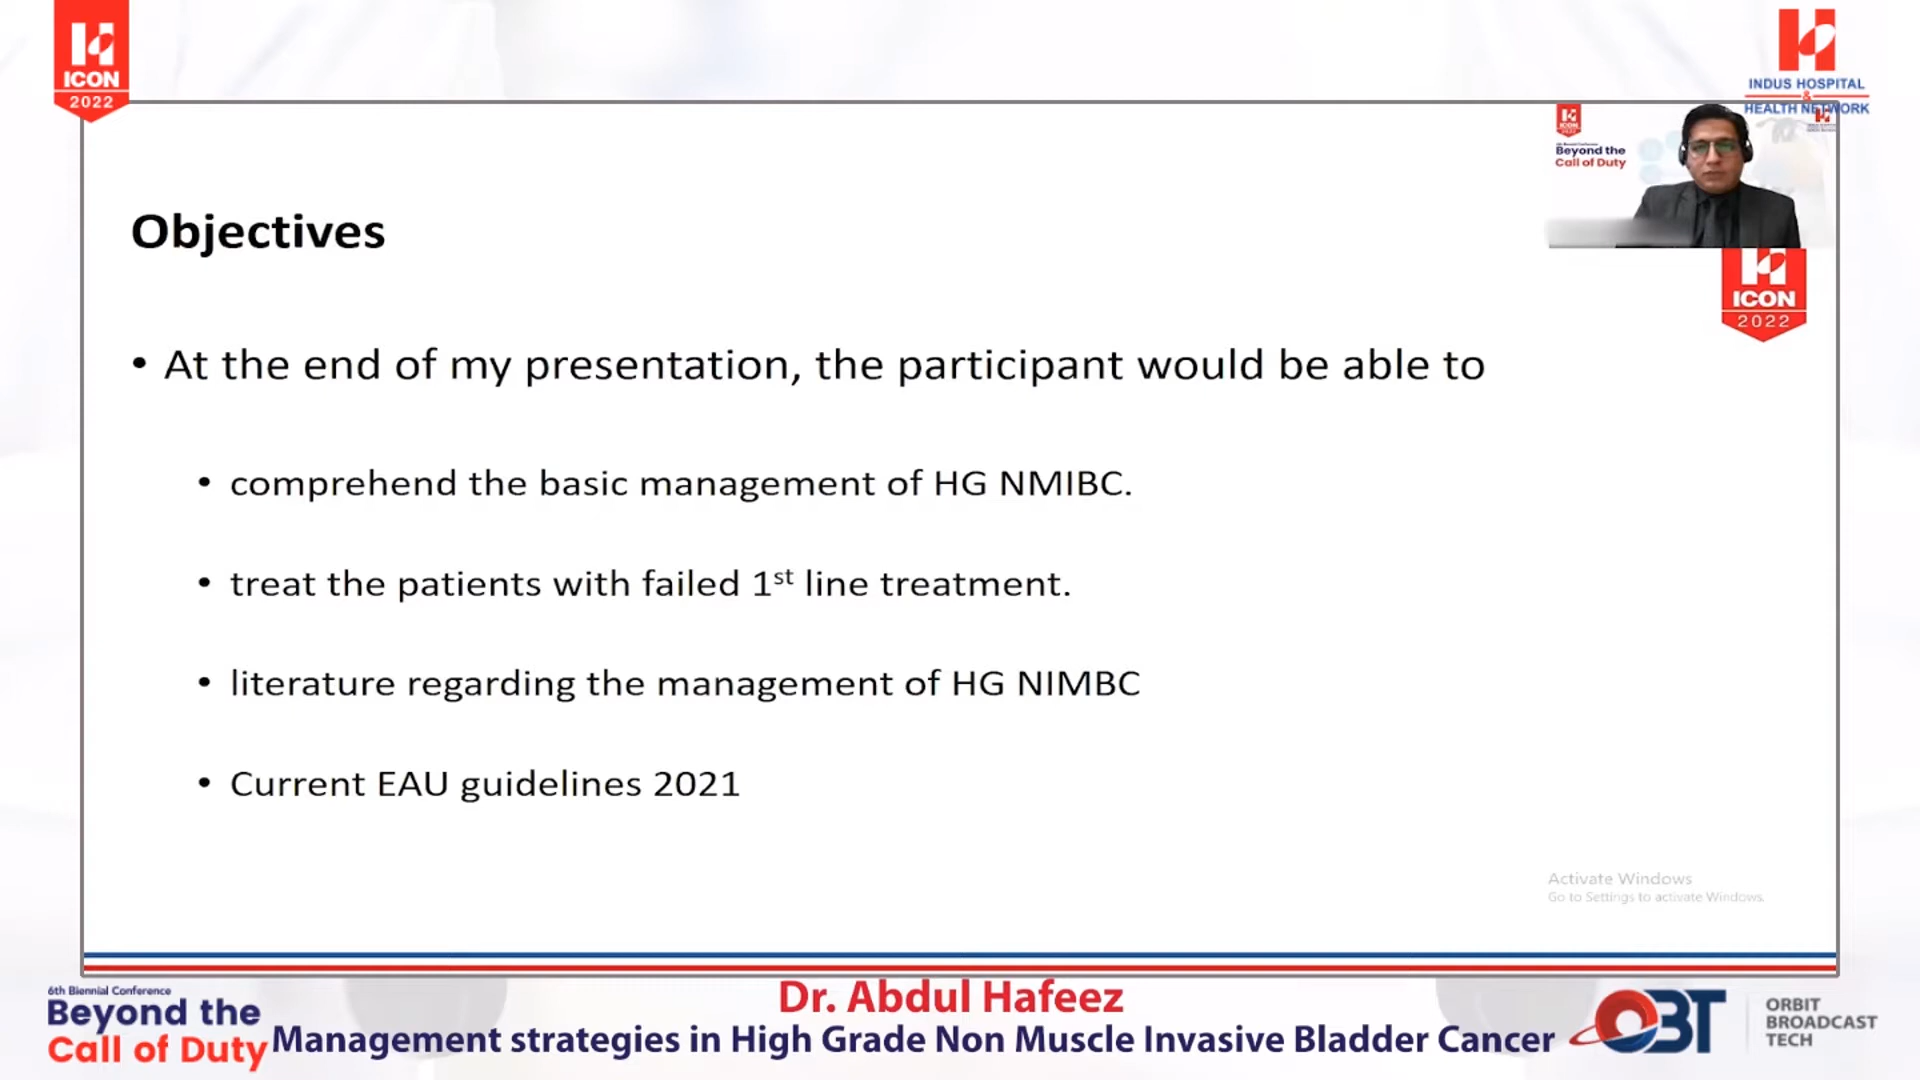 ICON
2022
INDUS HOSPITAL
&
HEALTH NETWORK
Beyond the
Call of Duty
ICON
2022
Objectives
• At the end of my presentation, the participant would be able to
• comprehend the basic management of HG NMIBC.
• treat the patients with failed 1st line treatment.
• literature regarding the management of HG NIMBC
• Current EAU guidelines 2021
Activate Windows
Go to Settings to activate Windows.
6th Biennial Conference
Beyond the
Call of Duty
Dr. Abdul Hafeez
Management strategies in High Grade Non Muscle Invasive Bladder Cancer
OBT
ORBIT
BROADCAST
TECH